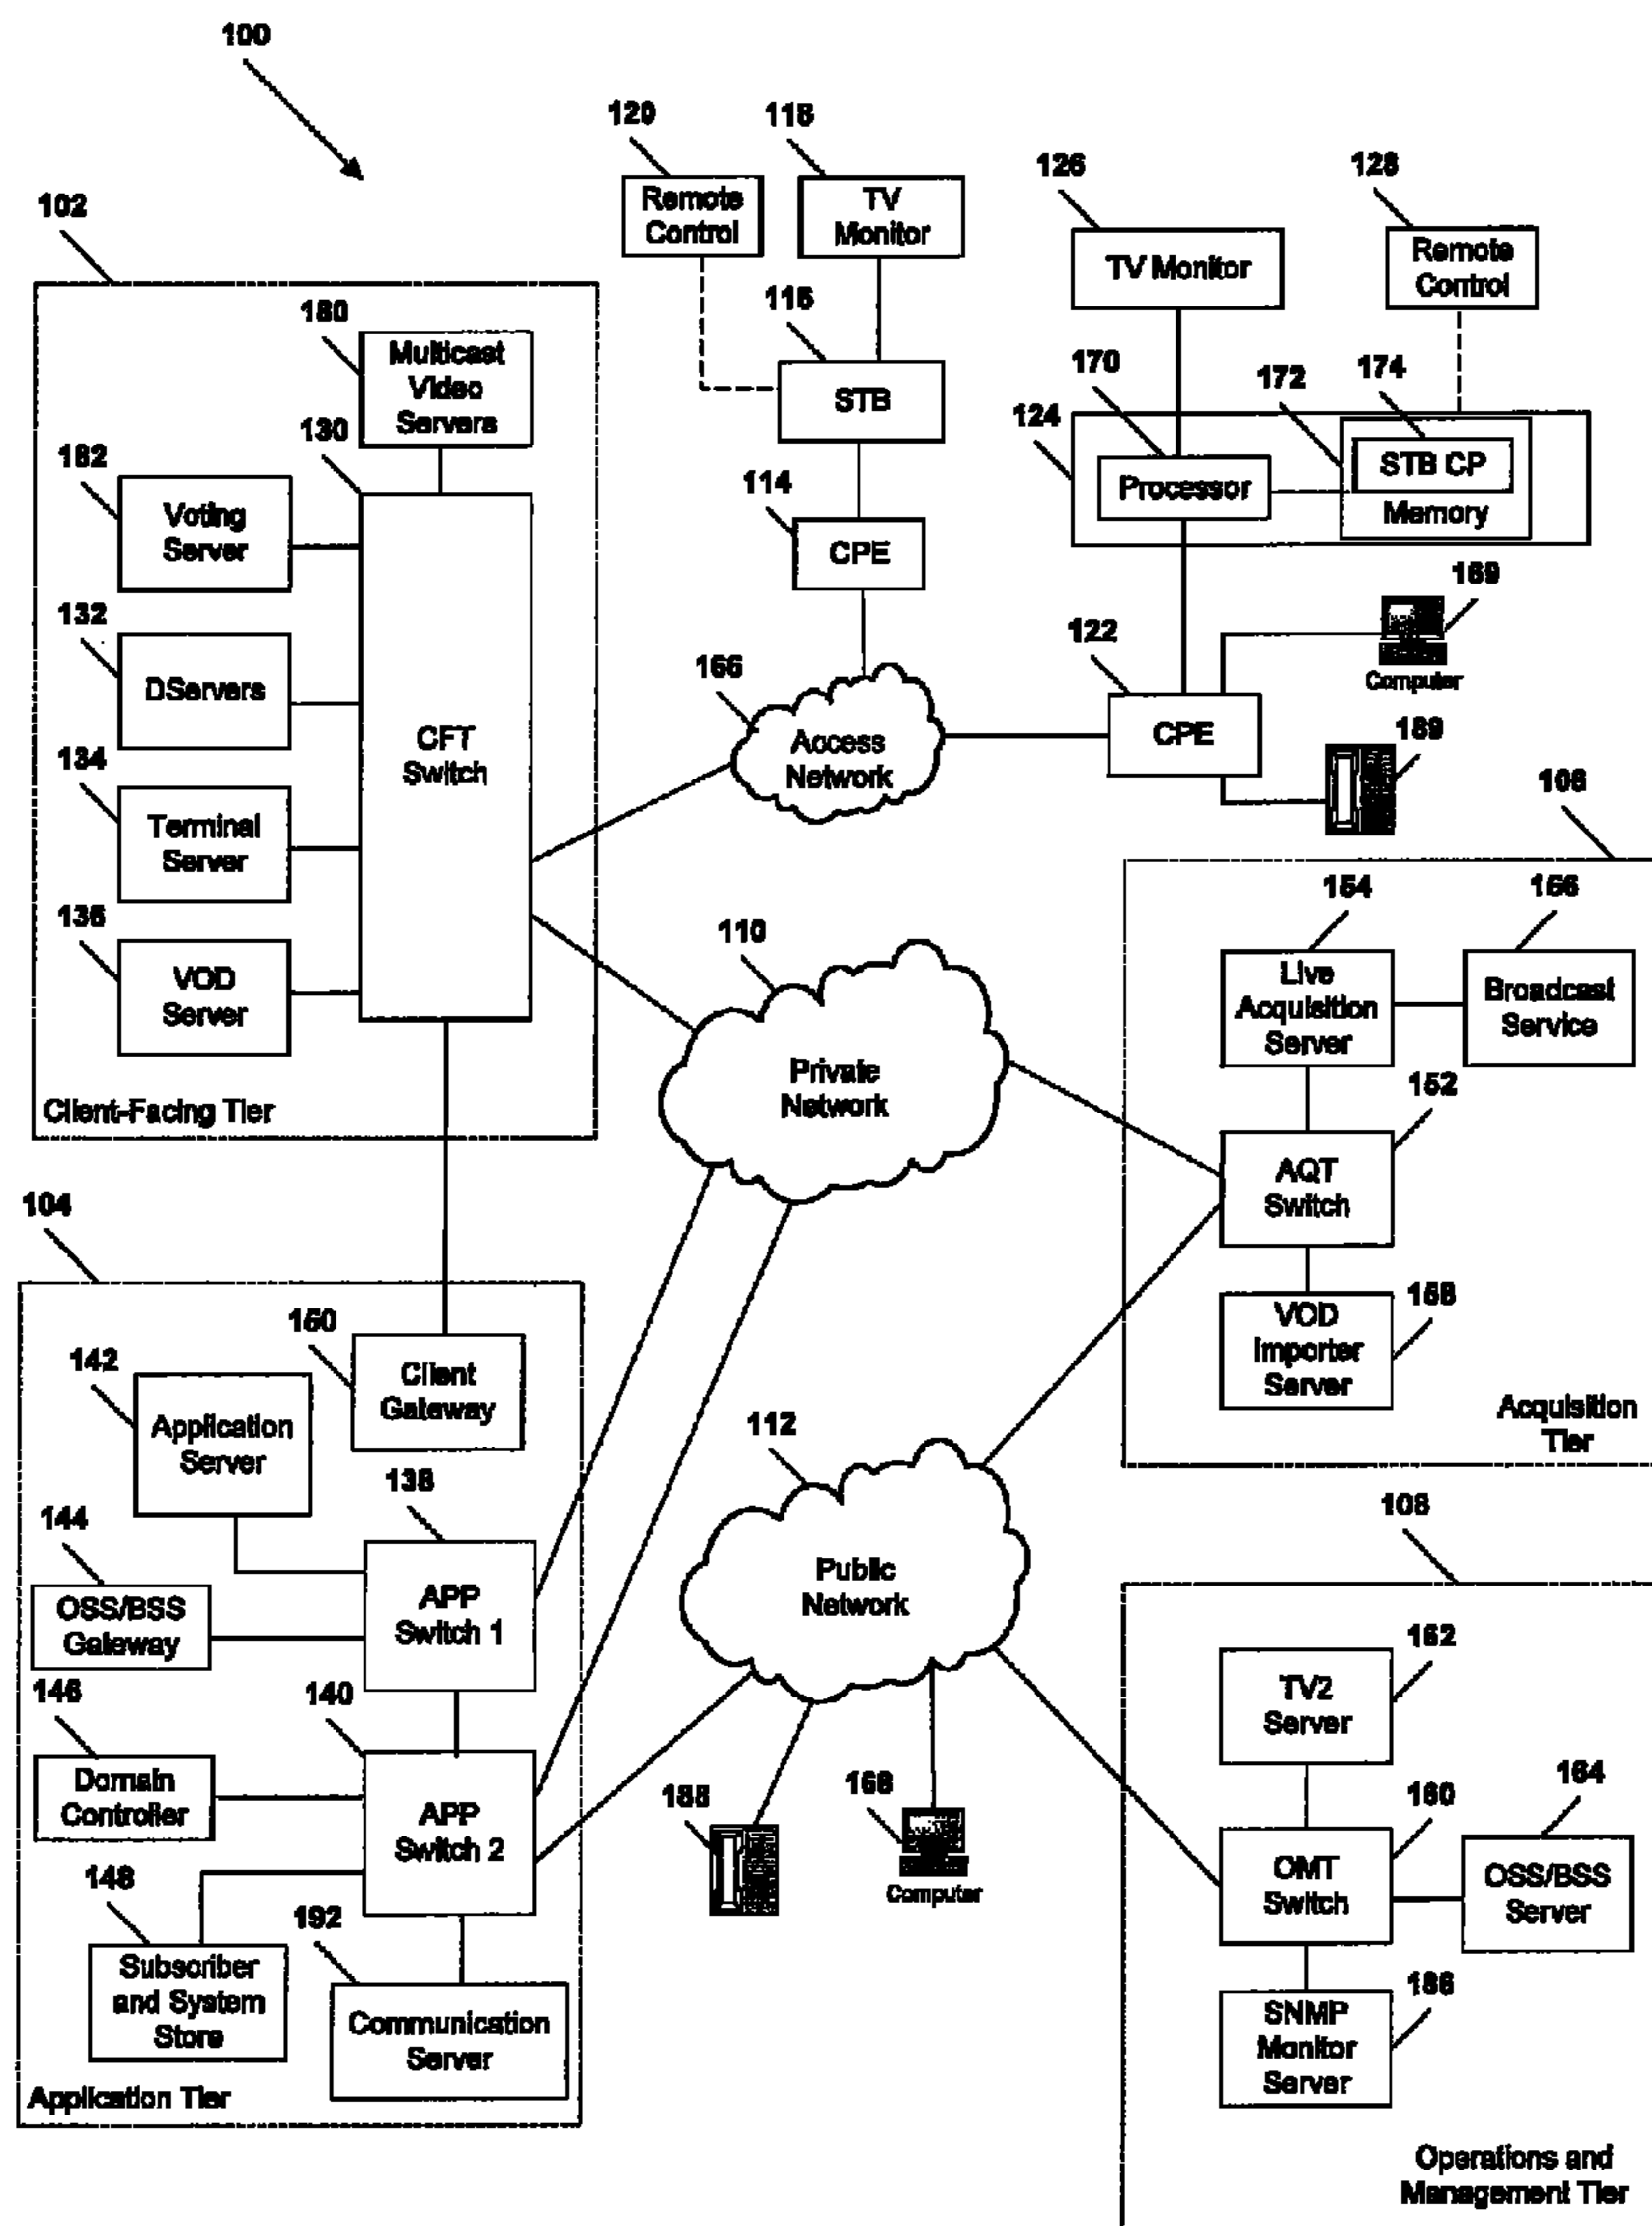 100
120
118
Remote
Control
TV
Monitor
126
128
TV Monitor
Remote
Control
102
116
STB
180
Multicast
Video
Servers
170
172
174
124
Processor
STB CP
Memory
130
182
Voting
Server
114
CPE
169
Computer
132
DServers
122
CPE
166
Access
Network
CFT
Switch
189
134
Terminal
Server
106
136
VOD
Server
154
156
Live
Acquisition
Server
Broadcast
Service
110
Private
Network
152
AQT
Switch
Client-Facing Tier
104
158
VOD
Importer
Server
Acquisition
Tier
150
Client
Gateway
142
Application
Server
112
Public
Network
138
108
144
OSS/BSS
Gateway
APP
Switch 1
162
TV2
Server
146
Domain
Controller
140
APP
Switch 2
188
168
Computer
160
OMT
Switch
164
OSS/BSS
Server
148
Subscriber
and System
Store
192
Communication
Server
186
SNMP
Monitor
Server
Application Tier
Operations and
Management Tier